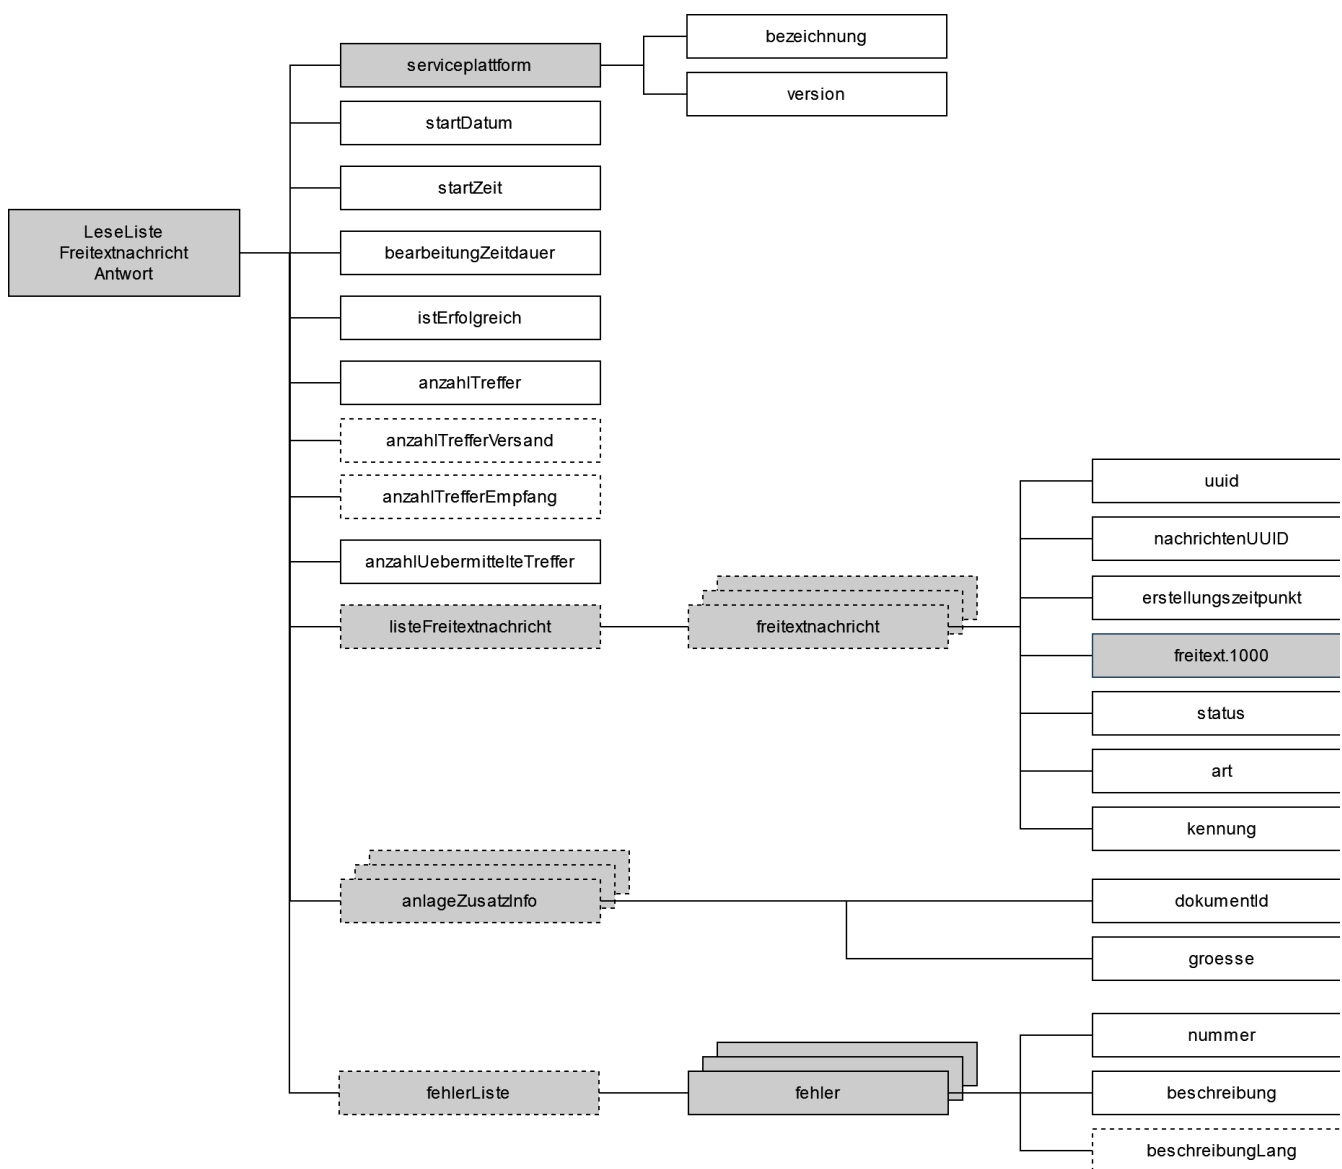 bezeichnung
serviceplattform
version
startDatum
startZeit
LeseListe
Freitextnachricht
Antwort
bearbeitungZeitdauer
istErfolgreich
anzahlTreffer
anzahlTrefferVersand
anzahlTrefferEmpfang
uuid
nachrichtenUUID
anzahlUebermittelteTreffer
erstellungszeitpunkt
listeFreitextnachricht
freitextnachricht
freitext.1000
status
art
kennung
anlageZusatzInfo
dokumentId
groesse
nummer
fehlerListe
fehler
beschreibung
beschreibungLang